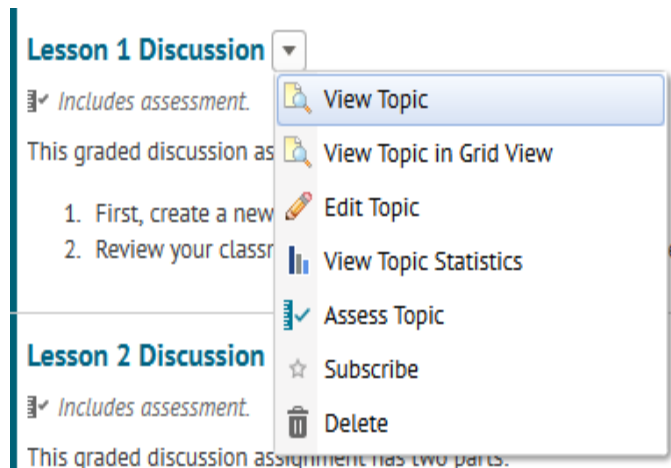 Lesson 1 Discussion
Includes assessment.
This graded discussion as
1. First, create a new
2. Review your classr
View Topic
View Topic in Grid View
Edit Topic
View Topic Statistics
Assess Topic
Subscribe
Delete
Lesson 2 Discussion
Includes assessment.
This graded discussion assignment has two parts: